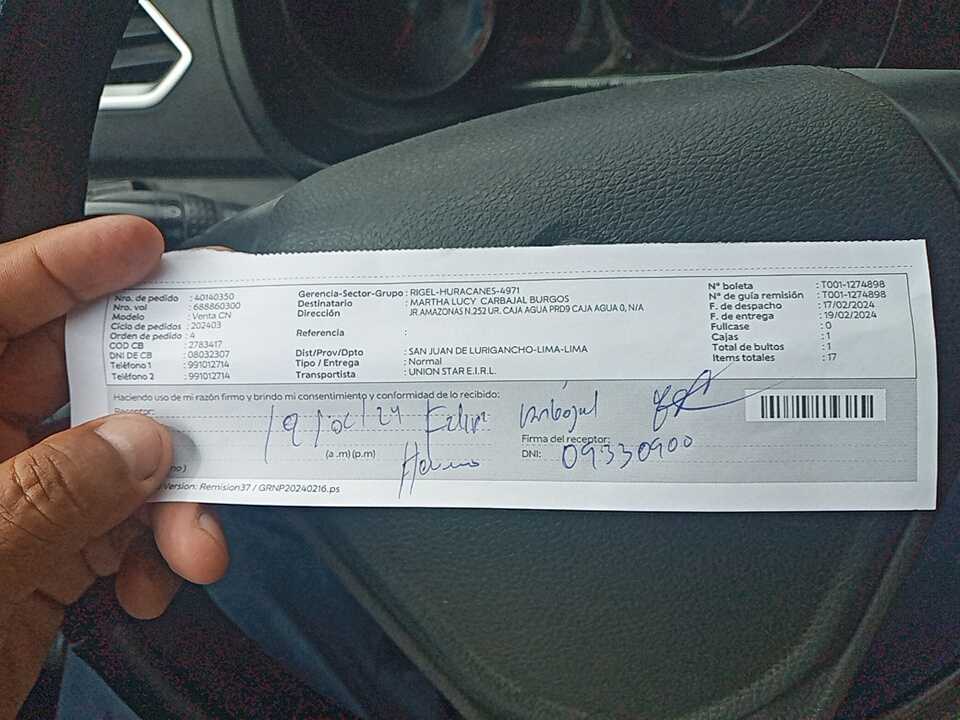 Nro. de pedido : 40140350
Nro. vol : 688860300
Modelo : Venta CN
Ciclo de pedidos : 202403
Orden de pedido : 4
COD CB : 2783417
DNI DE CB : 08032307
Teléfono 1 : 991012714
Teléfono 2 : 991012714
Gerencia-Sector-Grupo : RIGEL-HURACANES-4971
Destinatario : MARTHA LUCY CARBAJAL BURGOS
Dirección JR AMAZONAS N.252 UR. CAJA AGUA PRD9 CAJA AGUA 0, N/A
Referencia :
Dist/Prov/Dpto : SAN JUAN DE LURIGANCHO-LIMA-LIMA
Tipo / Entrega : Normal
Transportista : UNION STAR E.I.R.L.
N° boleta : T001-1274898
N° de guía remisión : T001-1274898
F. de despacho : 17/02/2024
F. de entrega : 19/02/2024
Fullcase : 0
Cajas : 1
Total de bultos : 1
Items totales : 17
Haciendo uso de mi razón firmo y brindo mi consentimiento y conformidad de lo recibido:
Receptor:
(a .m) (p.m)
Firma del receptor:
DNI: 09330900
Version: Remision37 / GRNP20240216.ps